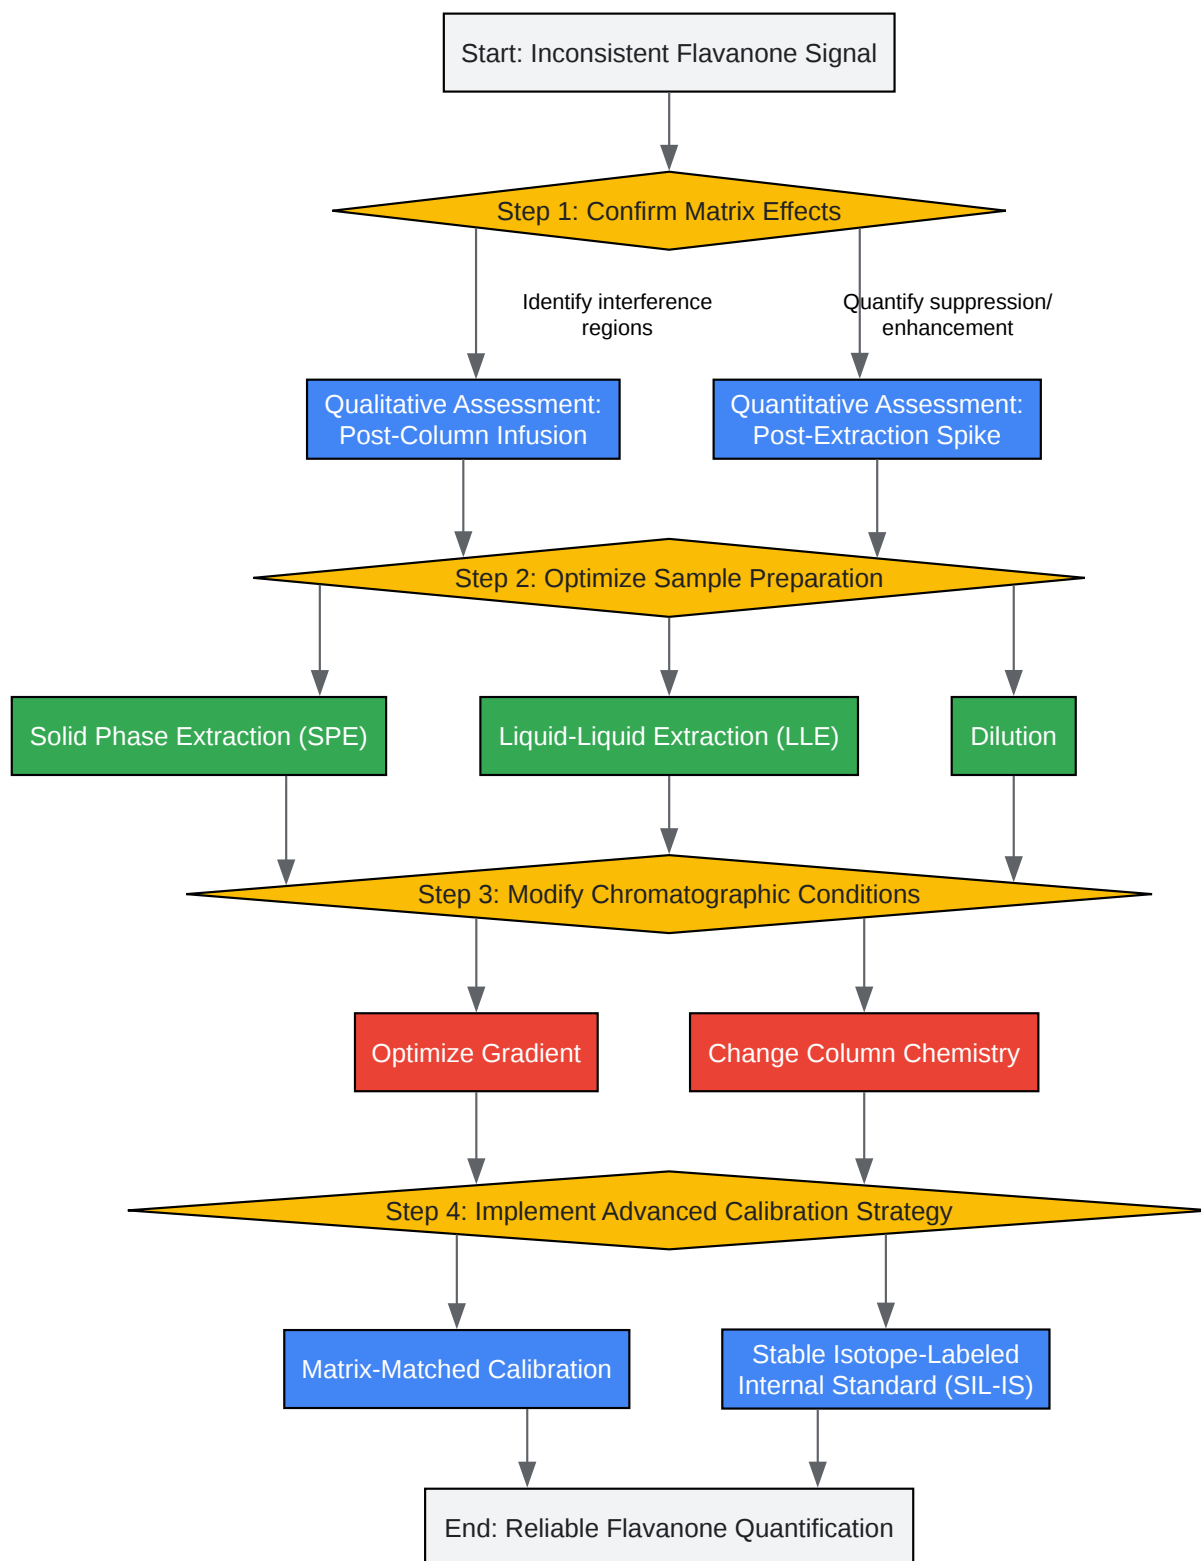 Start: Inconsistent Flavanone Signal
Step 1: Confirm Matrix Effects
Identify interference
regions
Quantify suppression/
enhancement
Qualitative Assessment:
Post-Column Infusion
Quantitative Assessment:
Post-Extraction Spike
Step 2: Optimize Sample Preparation
Solid Phase Extraction (SPE)
Liquid-Liquid Extraction (LLE)
Dilution
Step 3: Modify Chromatographic Conditions
Optimize Gradient
Change Column Chemistry
Step 4: Implement Advanced Calibration Strategy
Matrix-Matched Calibration
Stable Isotope-Labeled
Internal Standard (SIL-IS)
End: Reliable Flavanone Quantification